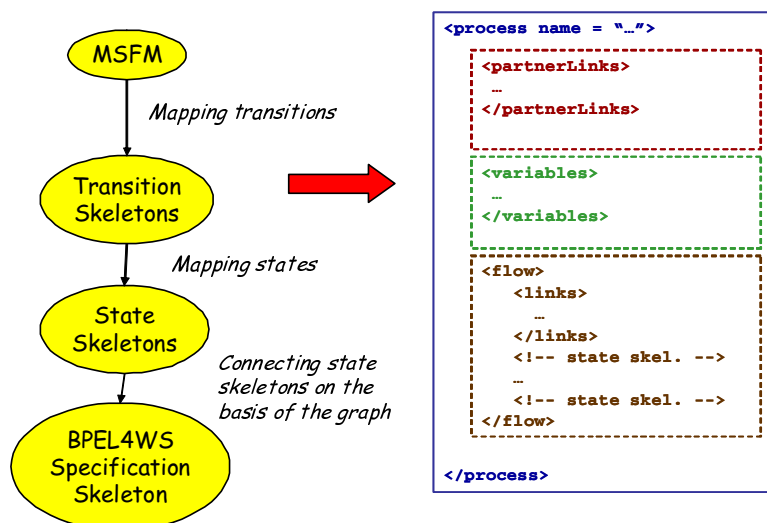 MSFM
Mapping transitions
Transition
Skeletons
Mapping states
State
Skeletons
Connecting state
skeletons on the
basis of the graph
BPEL4WS
Specification
Skeleton
<process name = “…”>
<partnerLinks>
…
</partnerLinks>
<variables>
…
</variables>
<flow>
<links>
…
</links>
<!-- state skel. -->
…
<!-- state skel. -->
</flow>
</process>